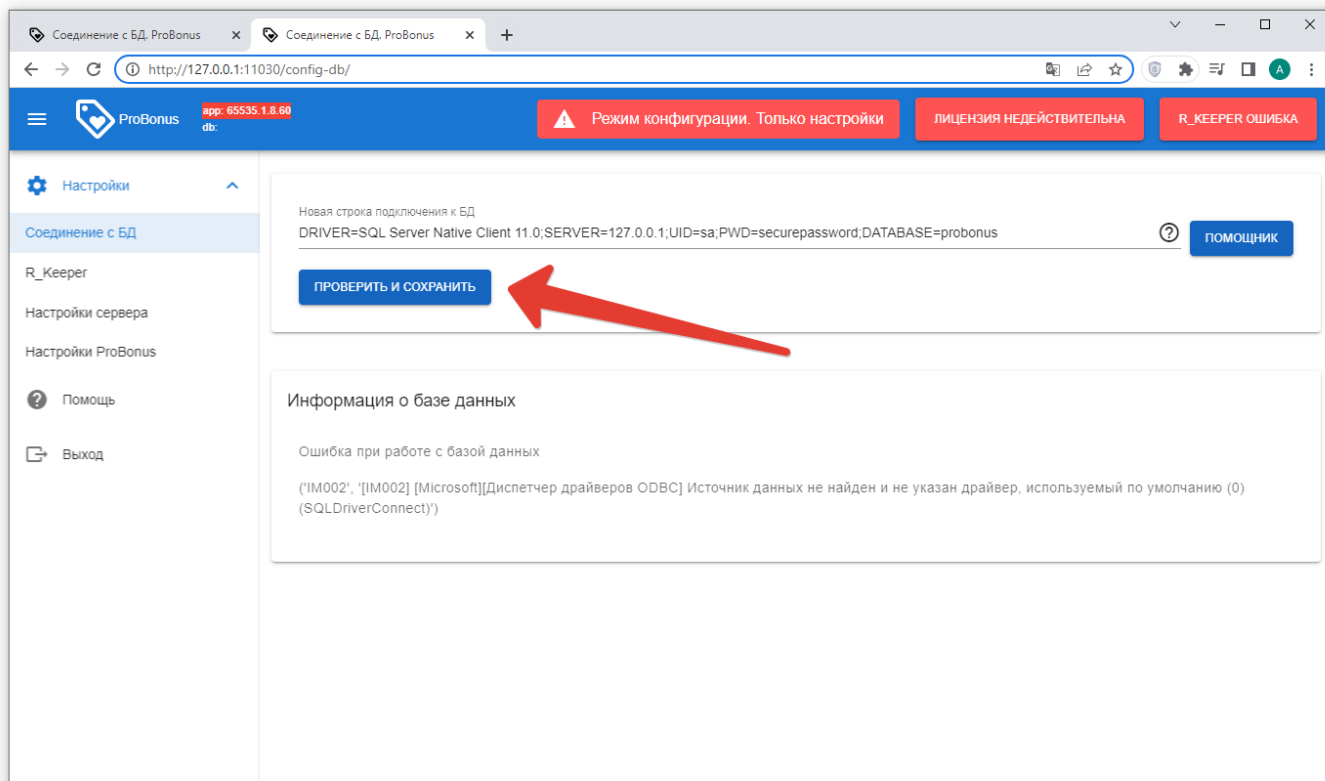 Соединение с БД. ProBonus
Соединение с БД. ProBonus
http://127.0.0.1:11030/config-db/
A
ProBonus
app: 65535.1.8.60
db:
Режим конфигурации. Только настройки
ЛИЦЕНЗИЯ НЕДЕЙСТВИТЕЛЬНА
R_KEEPER ОШИБКА
Настройки
Соединение с БД
R_Keeper
Настройки сервера
Настройки ProBonus
Помощь
Выход
Новая строка подключения к БД
DRIVER=SQL Server Native Client 11.0;SERVER=127.0.0.1;UID=sa;PWD=securepassword;DATABASE=probonus
ПОМОЩНИК
ПРОВЕРИТЬ И СОХРАНИТЬ
Информация о базе данных
Ошибка при работе с базой данных
('IM002', '[IM002] [Microsoft][Диспетчер драйверов ODBC] Источник данных не найден и не указан драйвер, используемый по умолчанию (0)
(SQLDriverConnect)')